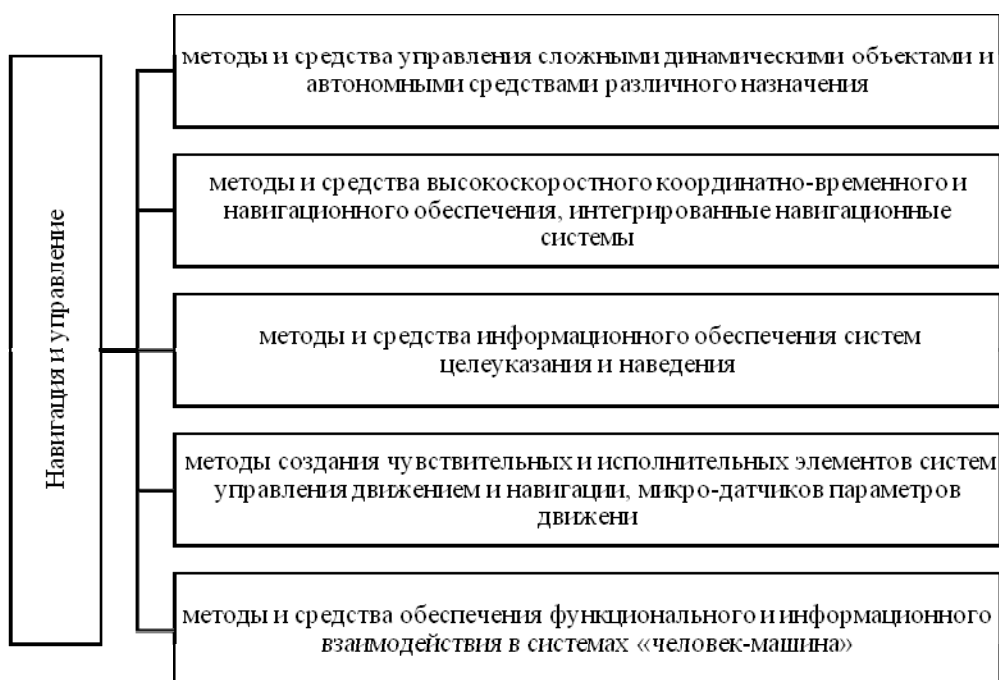 Навигация и управление
методы и средства управления сложными динамическими объектами и
автономными средствами различного назначения
методы и средства высокоскоростного координатно-временного и
навигационного обеспечения, интегрированные навигационные
системы
методы и средства информационного обеспечения систем
целеуказания и наведения
методы создания чувствительных и исполнительных элементов систем
управления движением и навигации, микро-датчиков параметров
движени
методы и средства обеспечения функционального и информационного
взаимодействия в системах «человек-машина»